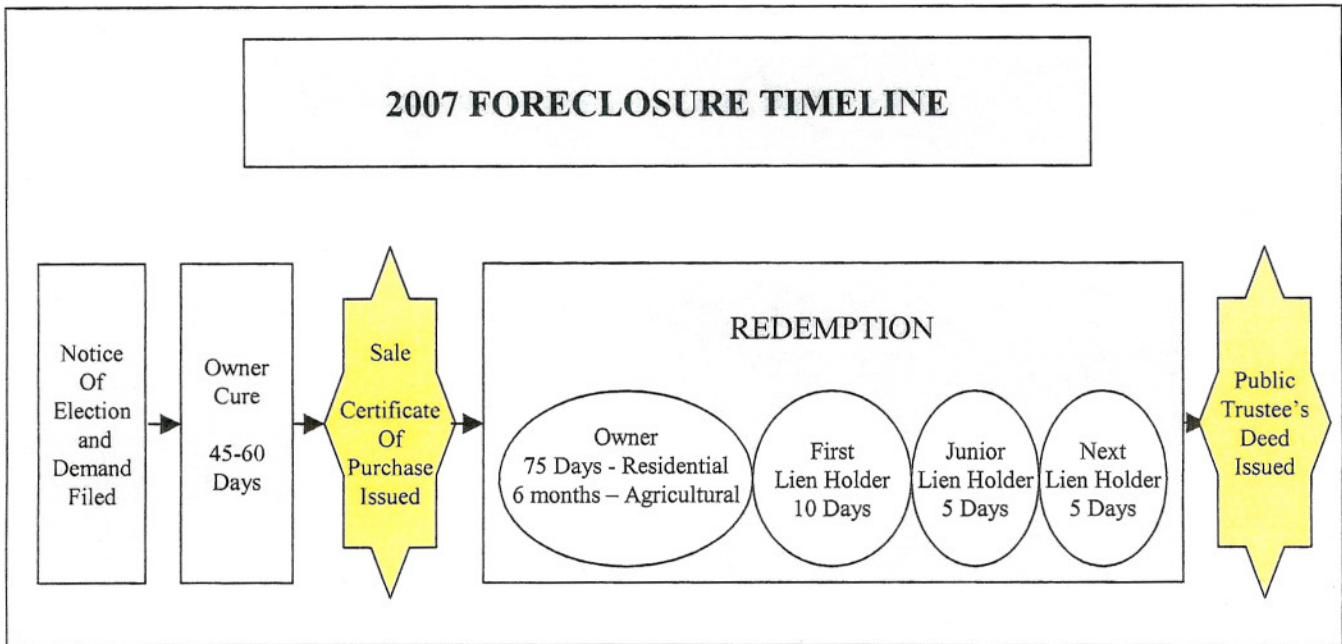 2007 FORECLOSURE TIMELINE
Notice
Of
Election
and
Demand
Filed
Owner
Cure
45-60
Days
Sale
Certificate
Of
Purchase
Issued
REDEMPTION
Owner
75 Days - Residential
6 months – Agricultural
First
Lien Holder
10 Days
Junior
Lien Holder
5 Days
Next
Lien Holder
5 Days
Public
Trustee's
Deed
Issued